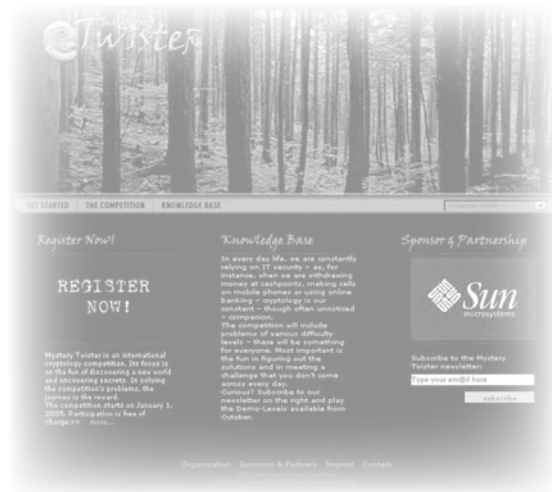 Twister
GET STARTED | THE COMPETITION | KNOWLEDGE BASE
Register Now!
REGISTER
NOW!
Mystery Twister is an international
cryptology competition. Its focus is
on the fun of discovering a new world
and uncovering secrets. In solving
the competition's problems, the
journey is the reward.
The competition starts on January 1,
2005. Participation is free of
charge.>> more...
Knowledge Base
In every day life, we are constantly
relying on IT security - as, for
instance, when we are withdrawing
money at cashpoints, making calls
on mobile phones or using online
banking - cryptology is our
constant - though often unnoticed
- companion.
The competition will include
problems of various difficulty
levels - there will be something
for everyone. Most important is
the fun in figuring out the
solutions and in meeting a
challenge that you don't come
across every day.
Curious? Subscribe to our
newsletter on the right and play
the Demo-Levels available from
October.
Sponsor & Partnership
Sun
microsystems
Subscribe to the Mystery
Twister newsletter:
Type your em@il here
subscribe
Organization Sponsors & Partners Imprint Contact